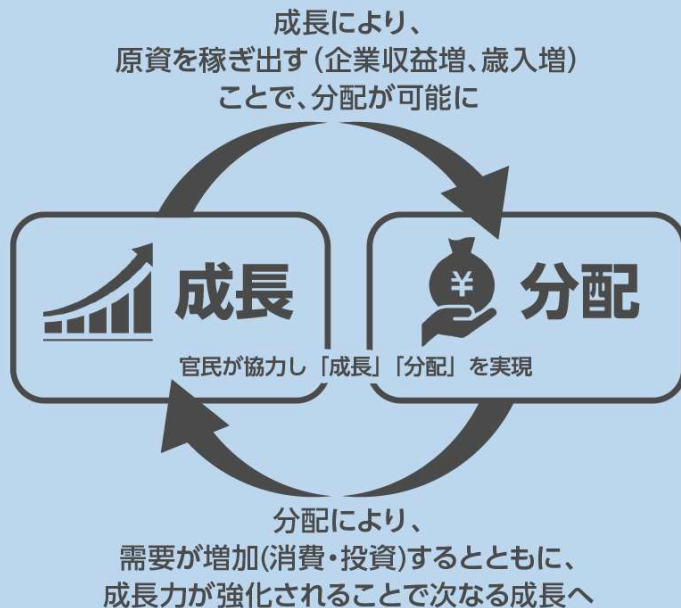 成長により、
原資を稼ぎ出す(企業収益増、歳入増)
ことで、分配が可能に
成長
¥
分配
官民が協力し「成長」「分配」を実現
分配により、
需要が増加(消費・投資)するとともに、
成長力が強化されることで次なる成長へ